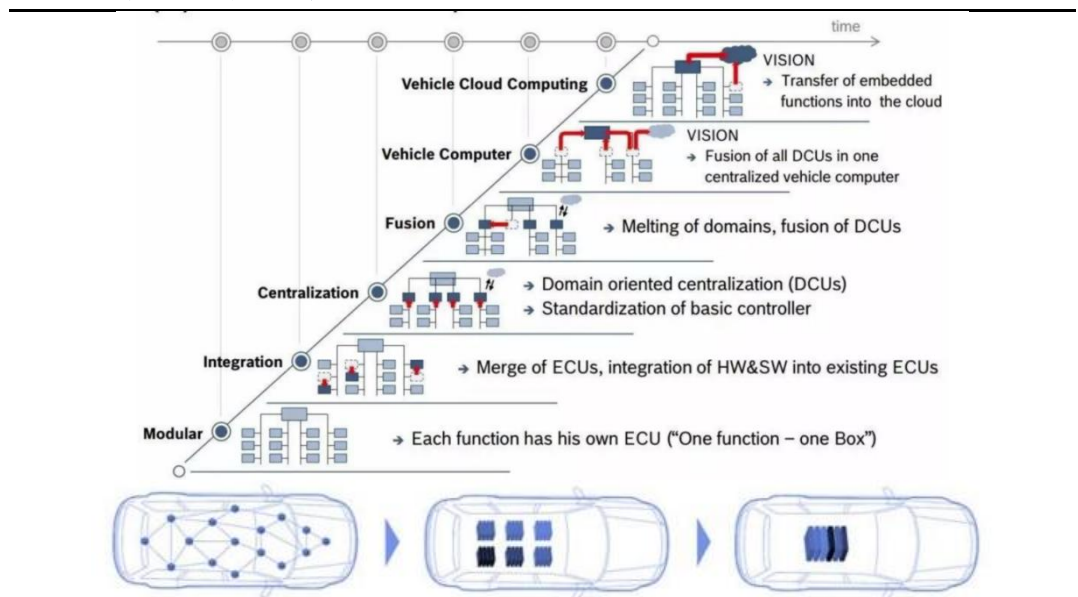 time
VISION
Vehicle Cloud Computing
→ Transfer of embedded
functions into the cloud
VISION
Vehicle Computer
→ Fusion of all DCUs in one
centralized vehicle computer
Fusion
→ Melting of domains, fusion of DCUs
→ Domain oriented centralization (DCUs)
Centralization
→ Standardization of basic controller
Integration
→ Merge of ECUs, integration of HW&SW into existing ECUs
Modular
→ Each function has his own ECU (“One function – one Box”)